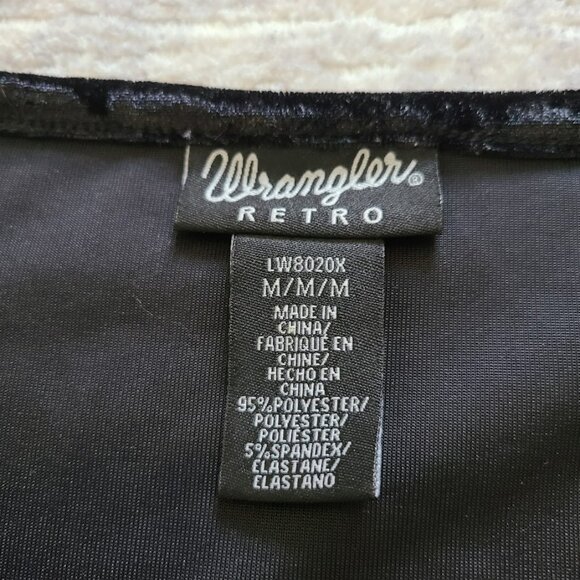 Wrangler®
RETRO
LW8020X
M/M/M
MADE IN
CHINA/
FABRIQUÉ EN
CHINE/
HECHO EN
CHINA
95%POLYESTER/
POLYESTER/
POLIÉSTER
5%SPANDEX/
ELASTANE/
ELASTANO